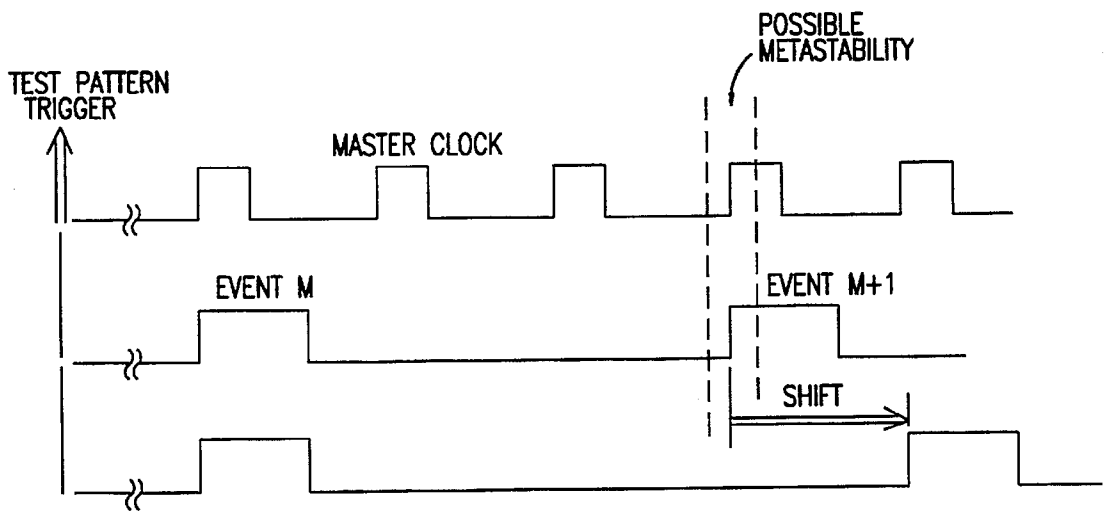 POSSIBLE
METASTABILITY
TEST PATTERN
TRIGGER
MASTER CLOCK
EVENT M
EVENT M+1
SHIFT